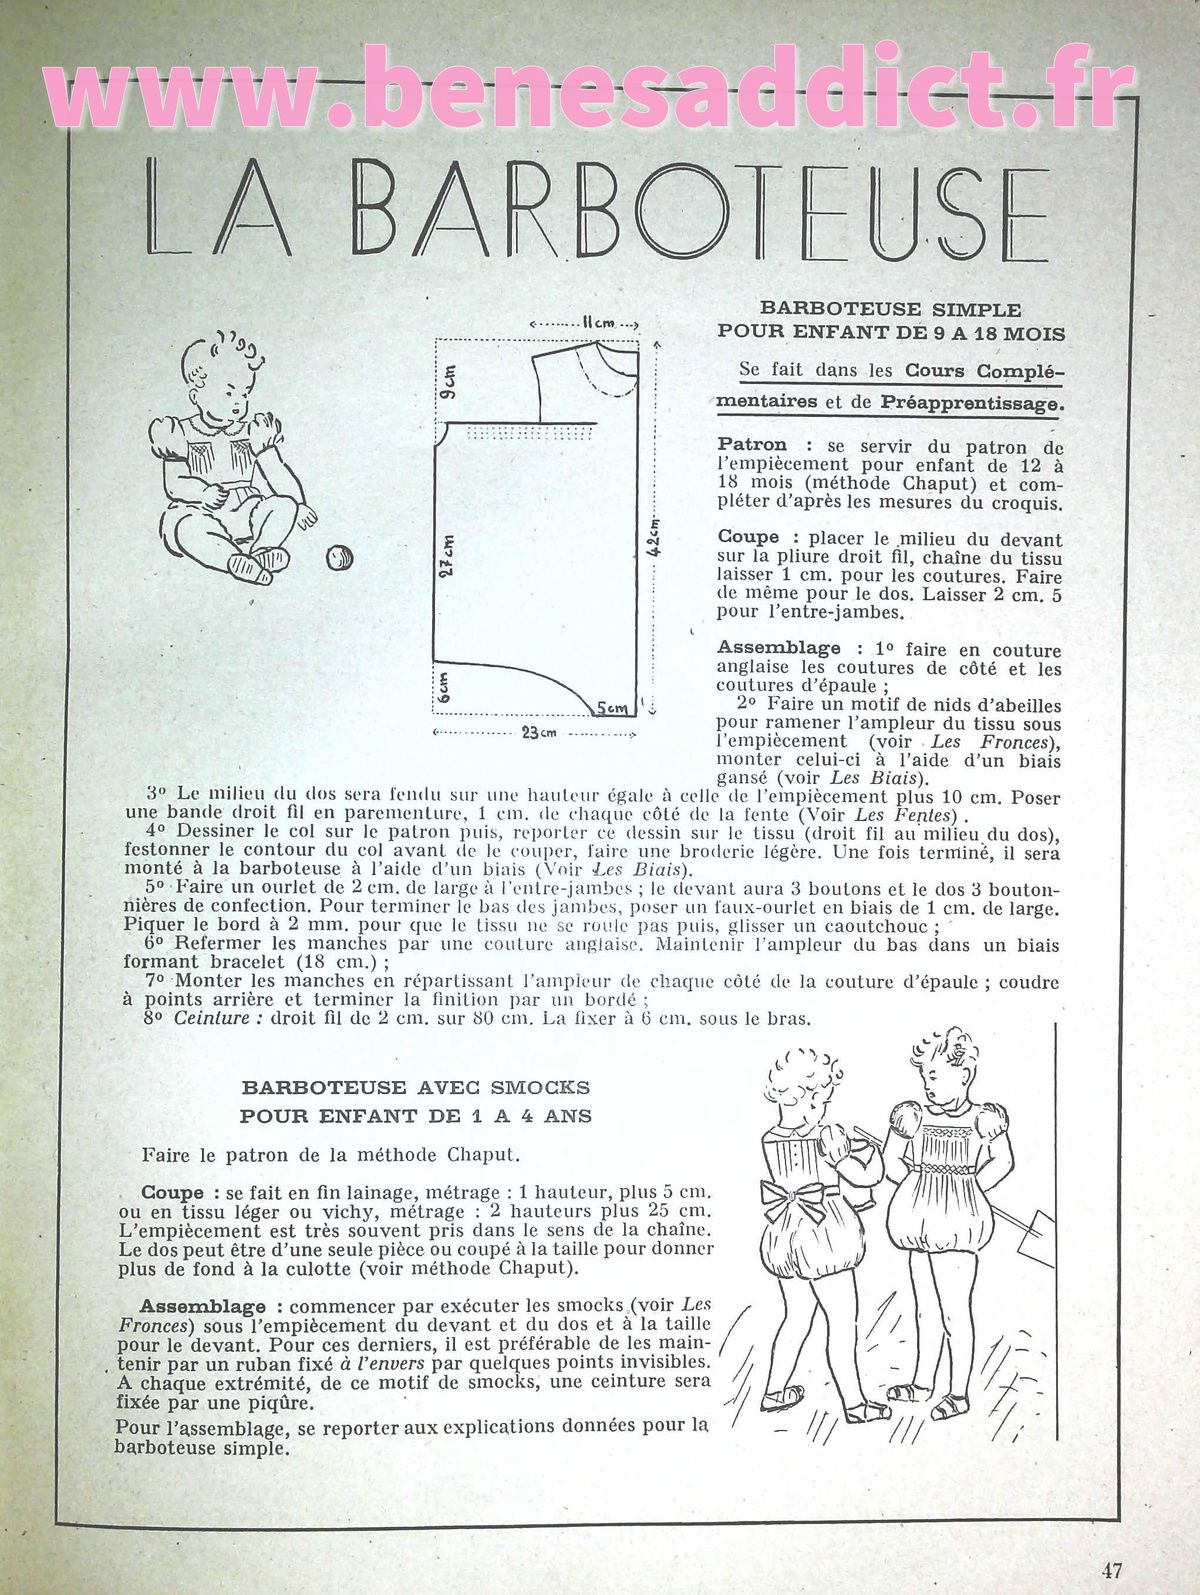 www.benesaddict.fr
LA BARBOTEUSE
11cm
9cm
27cm
42cm
6cm
5cm
23cm
BARBOTEUSE SIMPLE
POUR ENFANT DE 9 A 18 MOIS
Se fait dans les Cours Complé-
mentaires et de Préapprentissage.
Patron : se servir du patron de
l'empiècement pour enfant de 12 à
18 mois (méthode Chaput) et com-
pléter d'après les mesures du croquis.
Coupe : placer le milieu du devant
sur la pliure droit fil, chaîne du tissu
laisser 1 cm. pour les coutures. Faire
de même pour le dos. Laisser 2 cm. 5
pour l'entre-jambes.
Assemblage : 1º faire en couture
anglaise les coutures de côté et les
coutures d'épaule ;
2º Faire un motif de nids d'abeilles
pour ramener l'ampleur du tissu sous
l'empiècement (voir Les Fronces),
monter celui-ci à l'aide d'un biais
gansé (voir Les Biais).
3º Le milieu du dos sera fendu sur une hauteur égale à celle de l'empiècement plus 10 cm. Poser
une bande droit fil en parementure, 1 cm. de chaque côté de la fente (Voir Les Fentes) .
4º Dessiner le col sur le patron puis, reporter ce dessin sur le tissu (droit fil au milieu du dos),
festonner le contour du col avant de le couper, faire une broderie légère. Une fois terminé, il sera
monté à la barboteuse à l'aide d'un biais (Voir Les Biais).
5º Faire un ourlet de 2 cm. de large à l'entre-jambes ; le devant aura 3 boutons et le dos 3 bouton-
nières de confection. Pour terminer le bas des jambes, poser un faux-ourlet en biais de 1 cm. de large.
Piquer le bord à 2 mm. pour que le tissu ne se roule pas puis, glisser un caoutchouc ;
6º Refermer les manches par une couture anglaise. Maintenir l'ampleur du bas dans un biais
formant bracelet (18 cm.) ;
7º Monter les manches en répartissant l'ampleur de chaque côté de la couture d'épaule ; coudre
à points arrière et terminer la finition par un bordé ;
8º Ceinture : droit fil de 2 cm. sur 80 cm. La fixer à 6 cm. sous le bras.
BARBOTEUSE AVEC SMOCKS
POUR ENFANT DE 1 A 4 ANS
Faire le patron de la méthode Chaput.
Coupe : se fait en fin lainage, métrage : 1 hauteur, plus 5 cm.
ou en tissu léger ou vichy, métrage : 2 hauteurs plus 25 cm.
L'empiècement est très souvent pris dans le sens de la chaîne.
Le dos peut être d'une seule pièce ou coupé à la taille pour donner
plus de fond à la culotte (voir méthode Chaput).
Assemblage : commencer par exécuter les smocks (voir Les
Fronces) sous l'empiècement du devant et du dos et à la taille
pour le devant. Pour ces derniers, il est préférable de les main-
tenir par un ruban fixé à l'envers par quelques points invisibles.
A chaque extrémité, de ce motif de smocks, une ceinture sera
fixée par une piqûre.
Pour l'assemblage, se reporter aux explications données pour la
barboteuse simple.
47